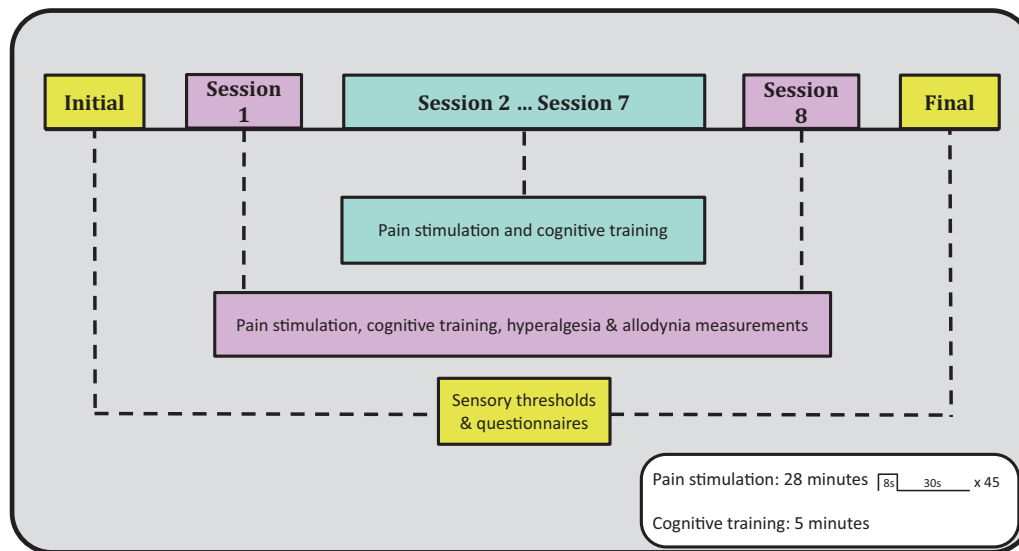 Initial
Session
1
Session 2 ... Session 7
Session
8
Final
Pain stimulation and cognitive training
Pain stimulation, cognitive training, hyperalgesia & allodynia measurements
Sensory thresholds
& questionnaires
Pain stimulation: 28 minutes 8s 30s x 45
Cognitive training: 5 minutes